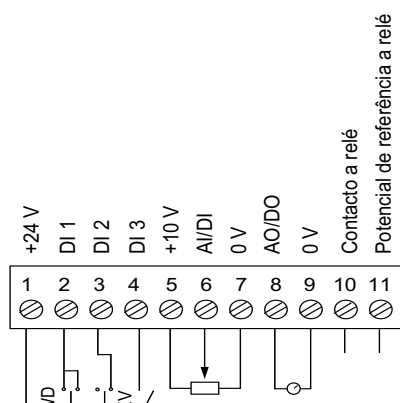 +24 V
DI 1
DI 2
DI 3
+10 V
AI/DI
0 V
AO/DO
0 V
Contacto a relé
Potencial de referência a relé
1 2 3 4 5 6 7 8 9 10 11